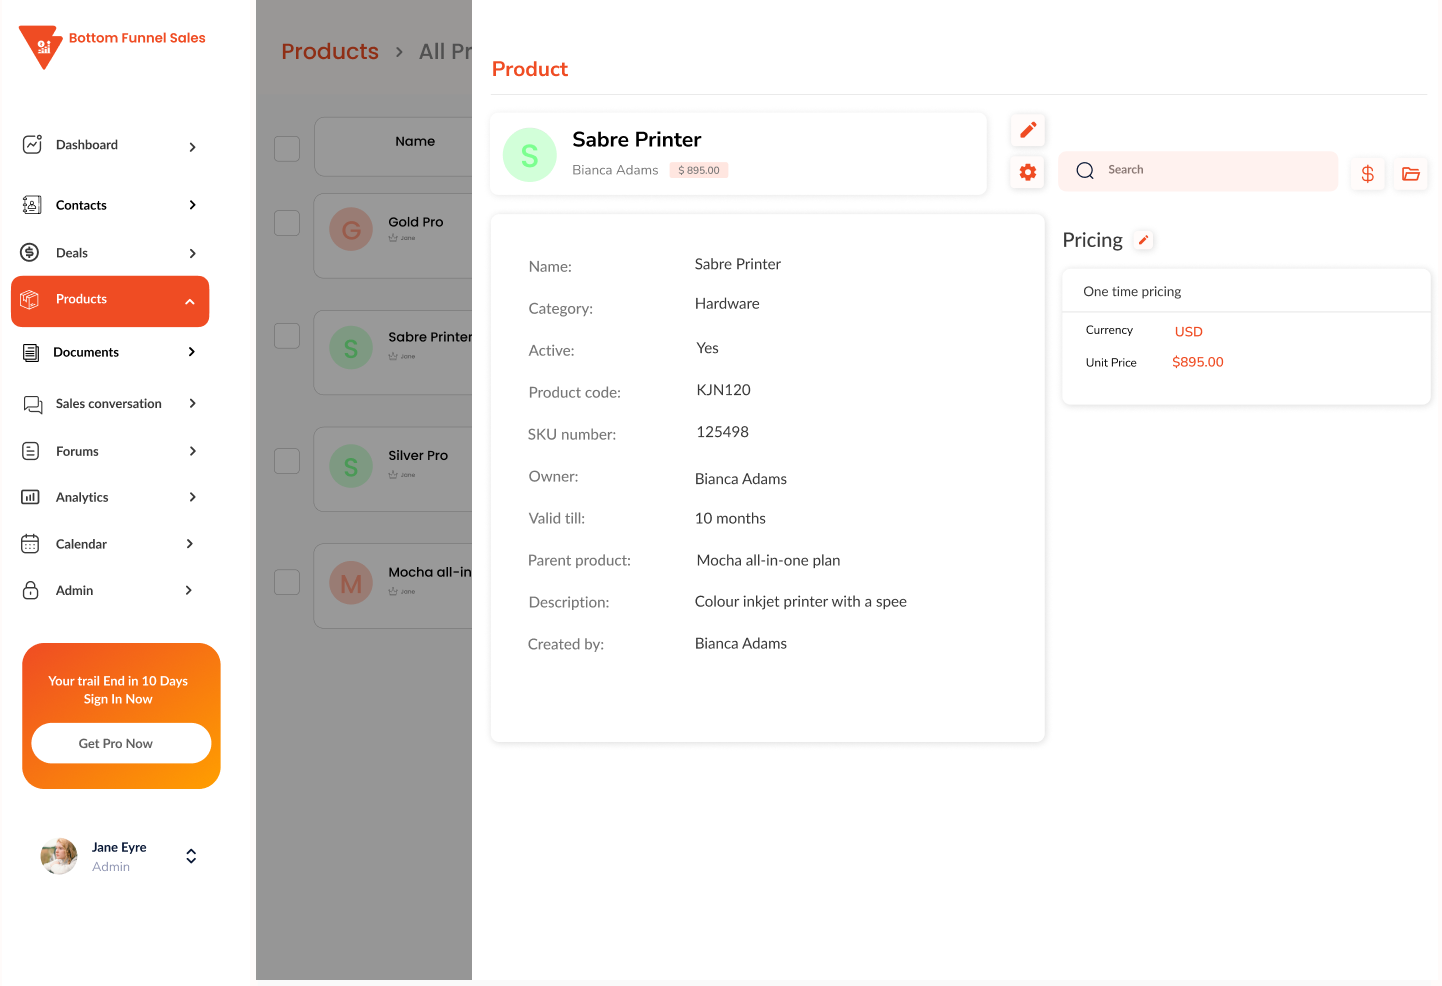 Bottom Funnel Sales
Dashboard
Contacts
Deals
Products
Documents
Sales conversation
Forums
Analytics
Calendar
Admin
Your trail End in 10 Days
Sign In Now
Get Pro Now
Jane Eyre
Admin
Products > All Pr
Name
G
Gold Pro
Jane
S
Sabre Printer
Jane
S
Silver Pro
Jane
M
Mocha all-in
Jane
Product
S
Sabre Printer
Bianca Adams $ 895.00
Search
$
Name: Sabre Printer
Category: Hardware
Active: Yes
Product code: KJN120
SKU number: 125498
Owner: Bianca Adams
Valid till: 10 months
Parent product: Mocha all-in-one plan
Description: Colour inkjet printer with a spee
Created by: Bianca Adams
Pricing
One time pricing
Currency USD
Unit Price $895.00